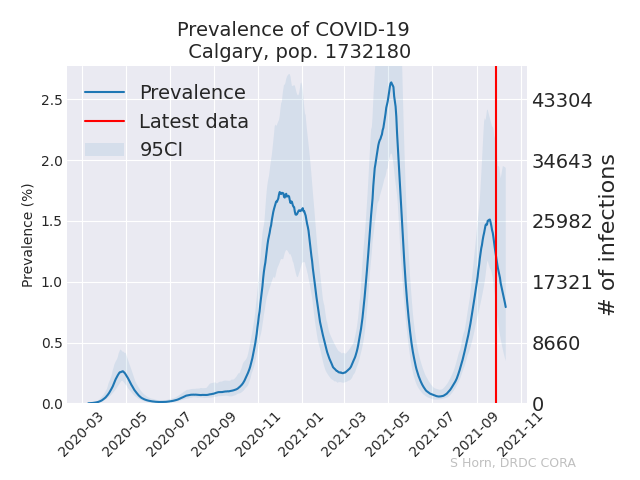 Prevalence of COVID-19
Calgary, pop. 1732180
Prevalence
Latest data
95CI
Prevalence (%)
2.5
2.0
1.5
1.0
0.5
0.0
43304
34643
25982
17321
8660
0
# of infections
2020-03
2020-05
2020-07
2020-09
2020-11
2021-01
2021-03
2021-05
2021-07
2021-09
2021-11
S Horn, DRDC CORA